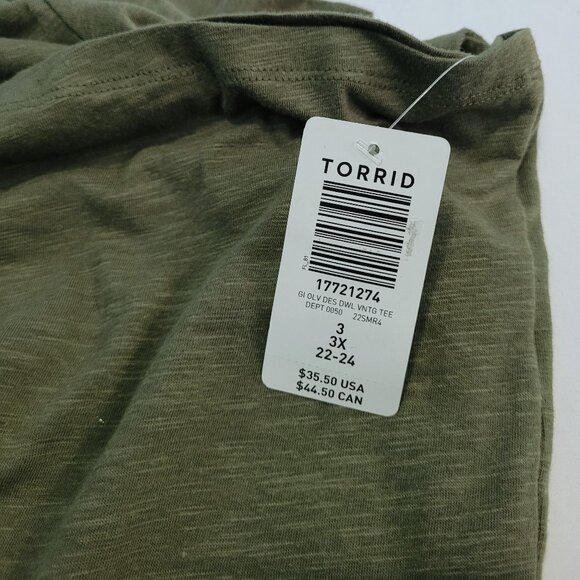 TORRID
FL_B1
17721274
GI OLV DES DWL VNTG TEE
DEPT 0050 22SMR4
3
3X
22-24
$35.50 USA
$44.50 CAN